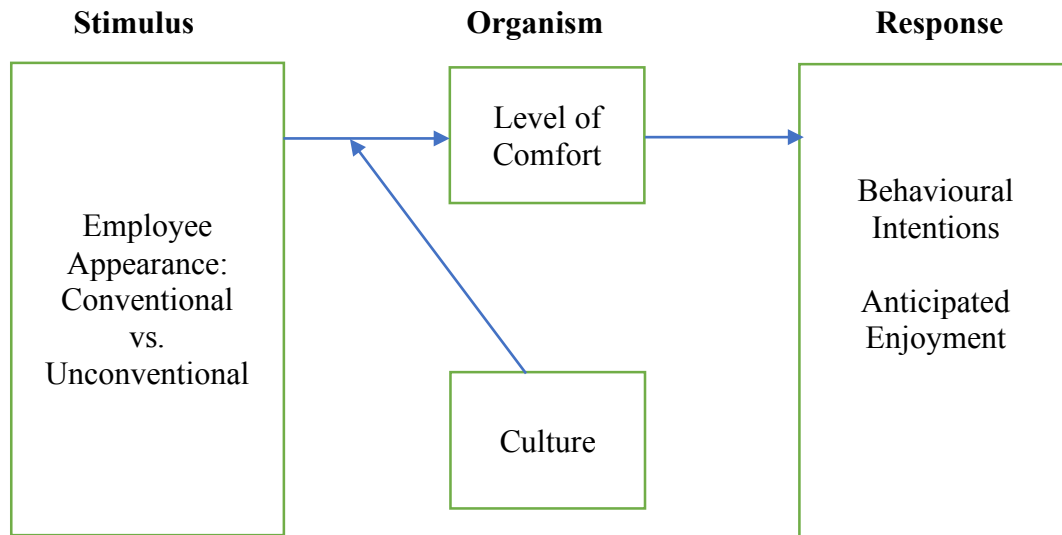 Stimulus
Organism
Response
Employee
Appearance:
Conventional
vs.
Unconventional
Level of
Comfort
Culture
Behavioural
Intentions
Anticipated
Enjoyment